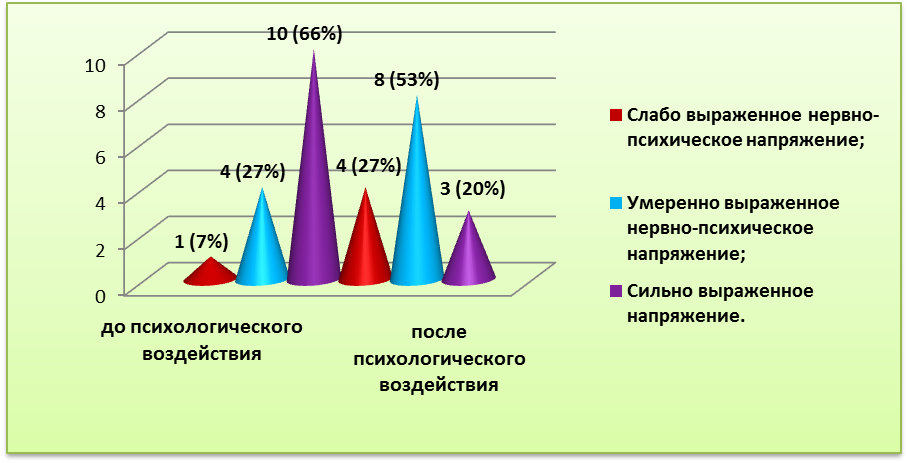 10 (66%)
8 (53%)
4 (27%)
4 (27%)
3 (20%)
1 (7%)
10
8
6
4
2
0
до психологического
воздействия
после
психологического
воздействия
Слабо выраженное нервно-
психическое напряжение;
Умеренно выраженное
нервно-психическое
напряжение;
Сильно выраженное
напряжение.